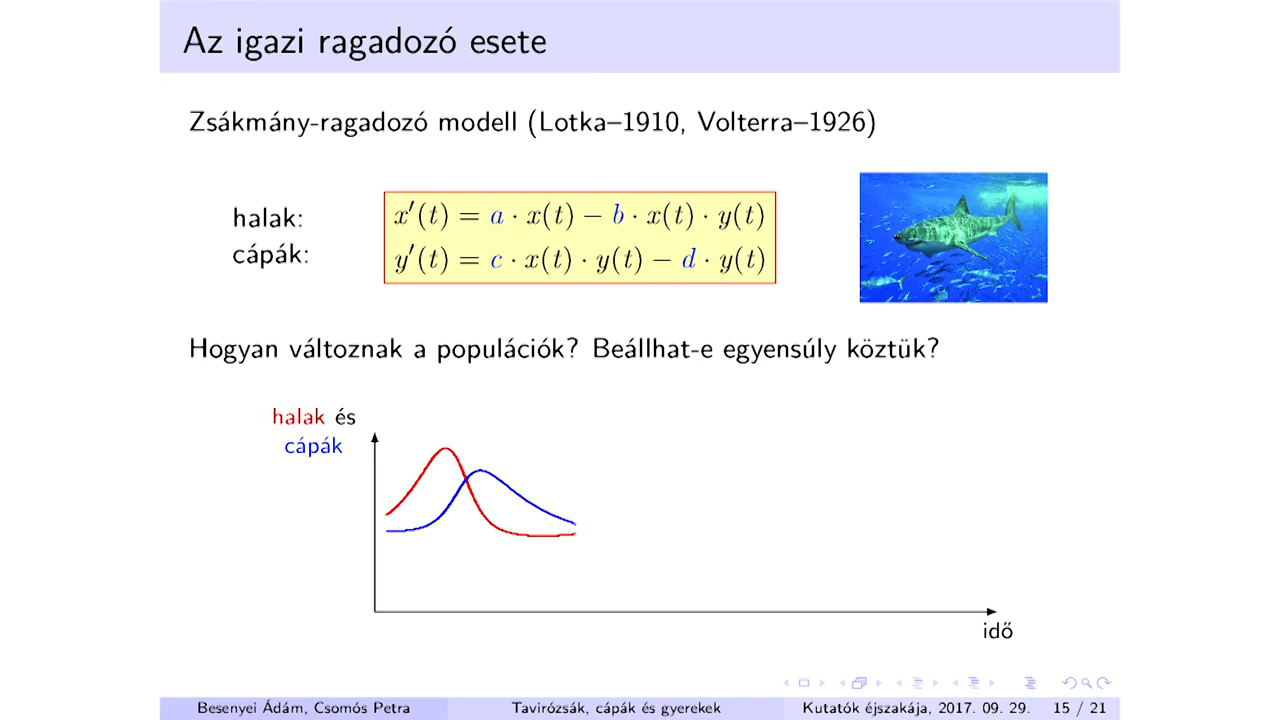 Az igazi ragadozó esete
Zsákmány-ragadozó modell (Lotka–1910, Volterra–1926)
halak: x′(t) = a · x(t) − b · x(t) · y(t)
cápák: y′(t) = c · x(t) · y(t) − d · y(t)
Hogyan változnak a populációk? Beállhat-e egyensúly köztük?
halak és
cápák
idő
Besenyei Ádám, Csomós Petra Tavirózsák, cápák és gyerekek Kutatók éjszakája, 2017. 09. 29. 15 / 21